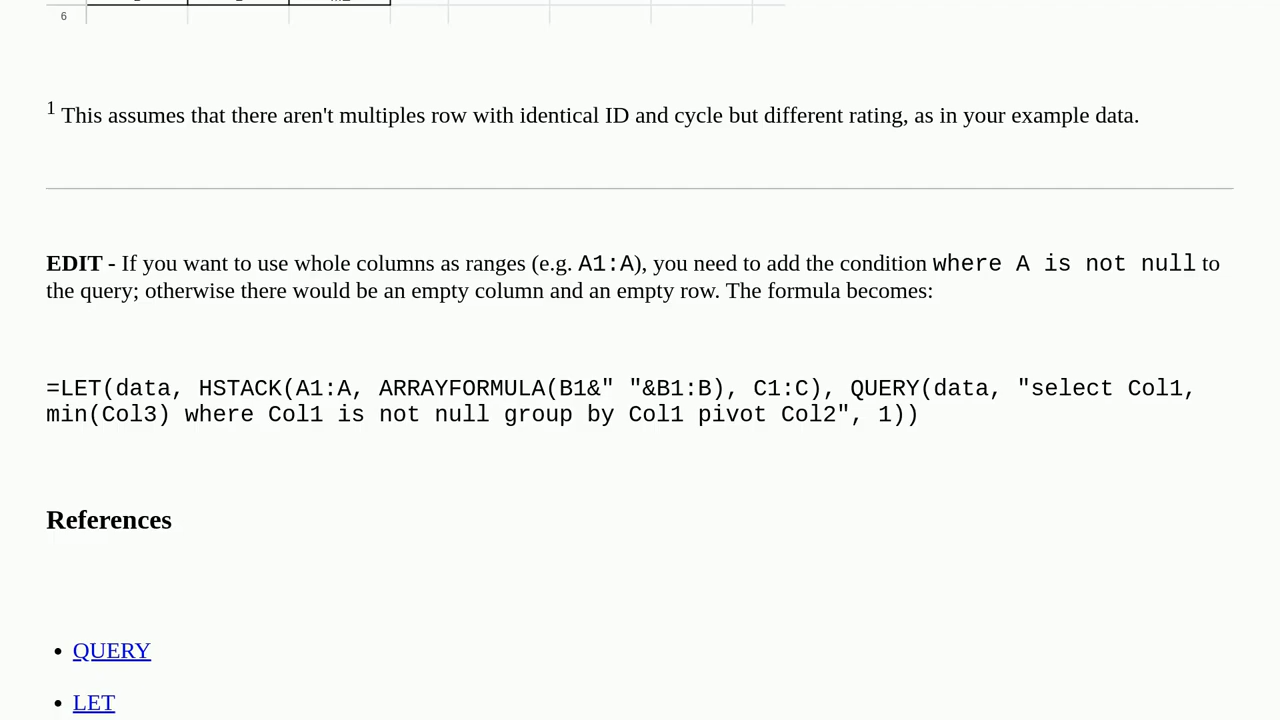 6
1 This assumes that there aren't multiples row with identical ID and cycle but different rating, as in your example data.
EDIT - If you want to use whole columns as ranges (e.g. A1:A), you need to add the condition where A is not null to
the query; otherwise there would be an empty column and an empty row. The formula becomes:
=LET(data, HSTACK(A1:A, ARRAYFORMULA(B1&" "&B1:B), C1:C), QUERY(data, "select Col1,
min(Col3) where Col1 is not null group by Col1 pivot Col2", 1))
References
• QUERY
• LET